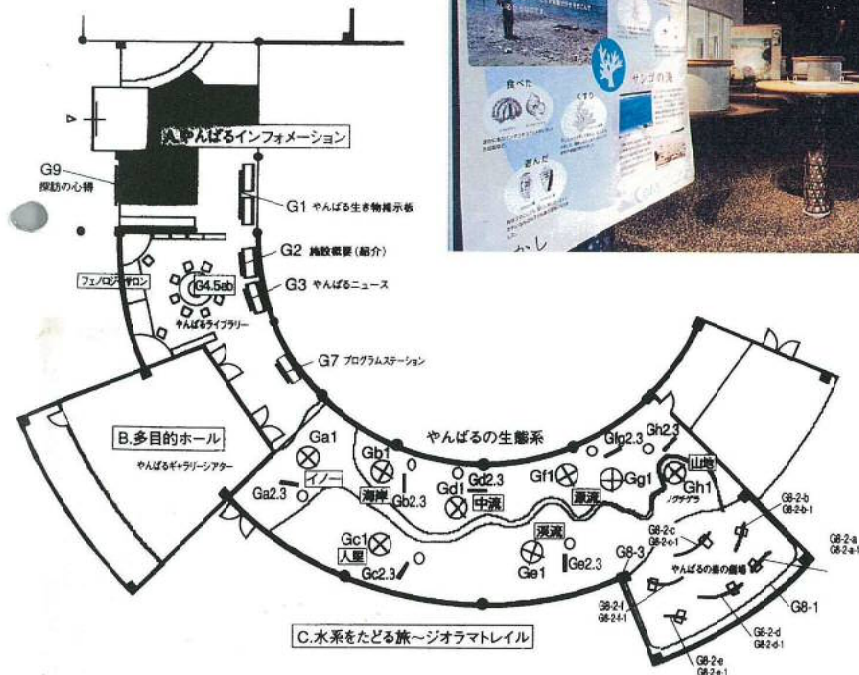 A.やんばるインフォメーション
G9
探訪の心得
G1 やんばる生き物掲示板
G2 施設概要(紹介)
G3 やんばるニュース
フェノロジーサロン
G4.5ab
やんばるライブラリー
G7 プログラムステーション
B.多目的ホール
やんばるギャラリーシアター
やんばるの生態系
Ga1
イノー
Ga2.3
Gb1
海岸
Gb2.3
Gd2.3
Gd1
中流
Gf1
源流
Gfg2.3
Gg1
Gh2.3
山地
Gh1
ノグチゲラ
Gc1
人里
Gc2.3
渓流
Ge1
Ge2.3
G8-3
G8-2-c
G8-2-c-1
G8-2-b
G8-2-b-1
G8-2-a
やんばるの森の劇場
G8-2-f
G8-2-f-1
G8-1
G8-2-d
G8-2-d-1
G8-2-e
G8-2-e-1
C.水系をたどる旅~ジオラマトレイル
食べた
くすり
遊んだ
サンゴの海
かし